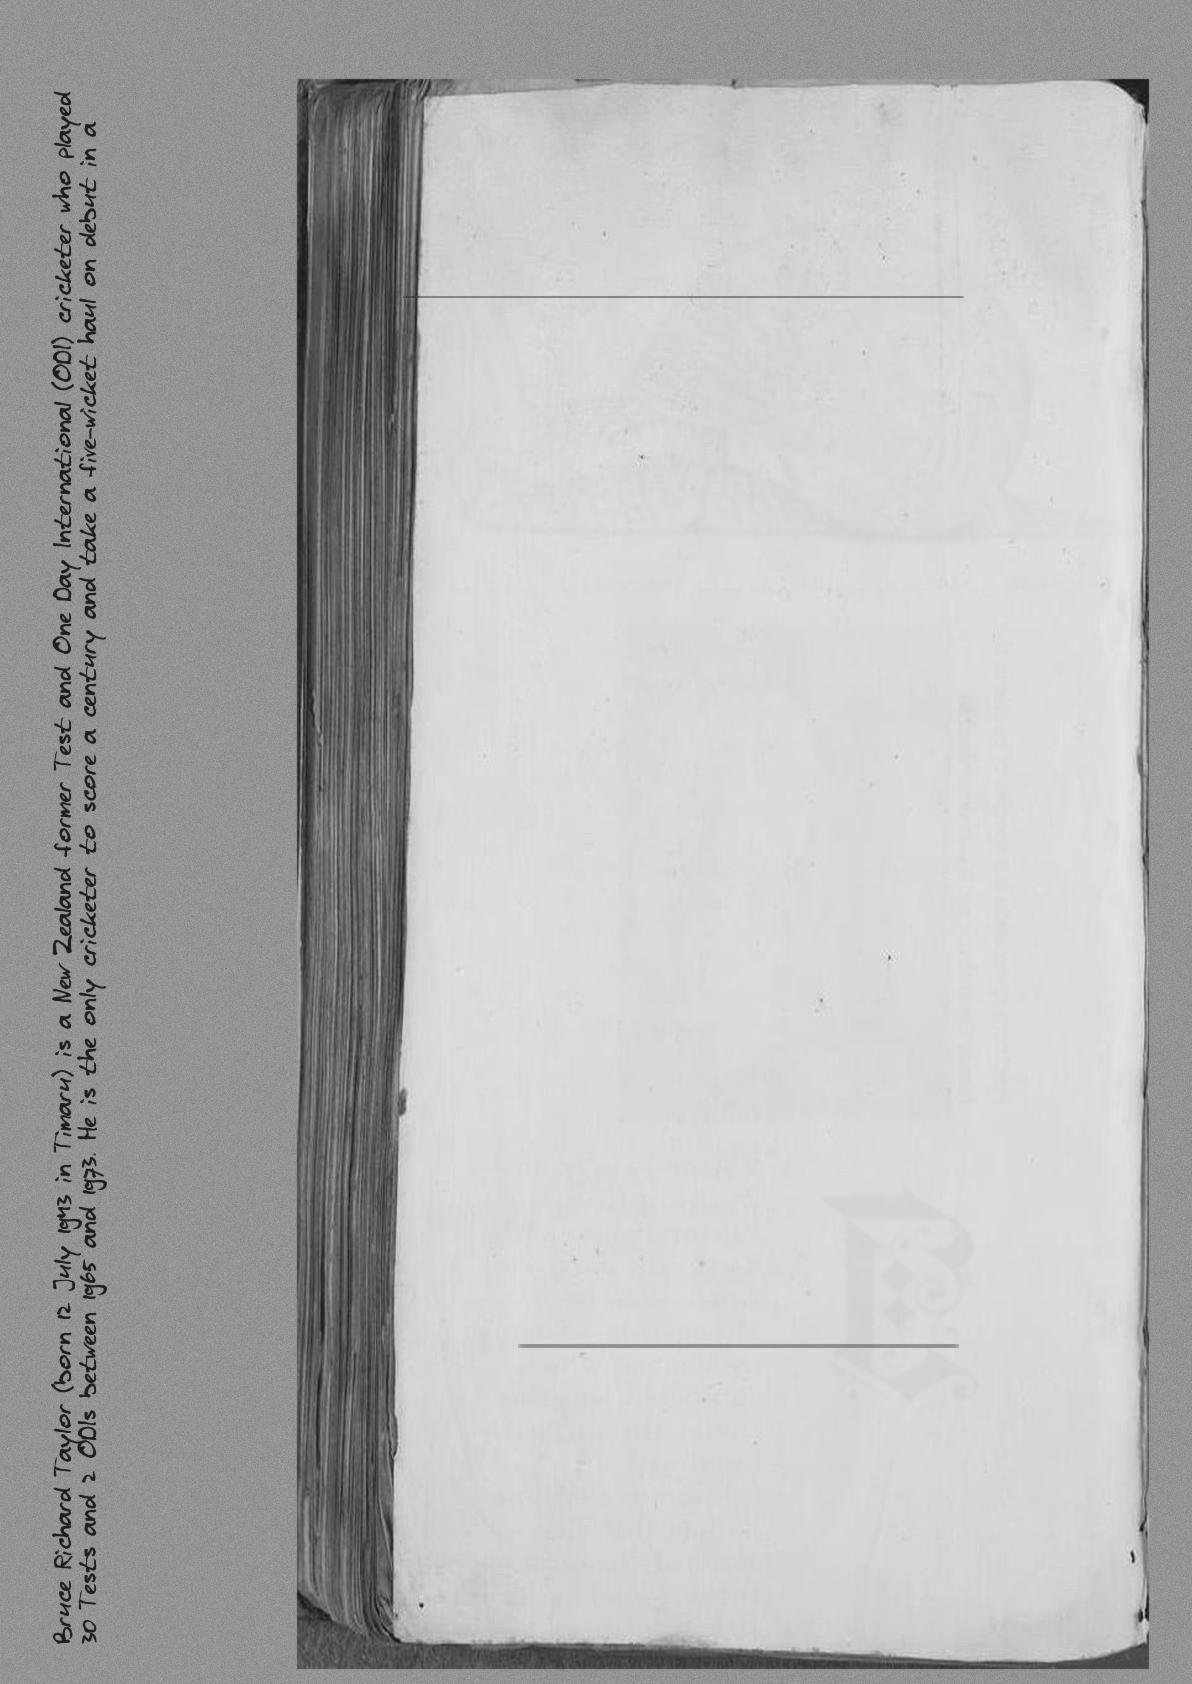 Bruce Richard Taylor (born 12 July 1943 in Timaru) is a New Zealand former Test and One Day International (ODI) cricketer who played
30 Tests and 2 ODIs between 1965 and 1973. He is the only cricketer to score a century and take a five-wicket haul on debut in a